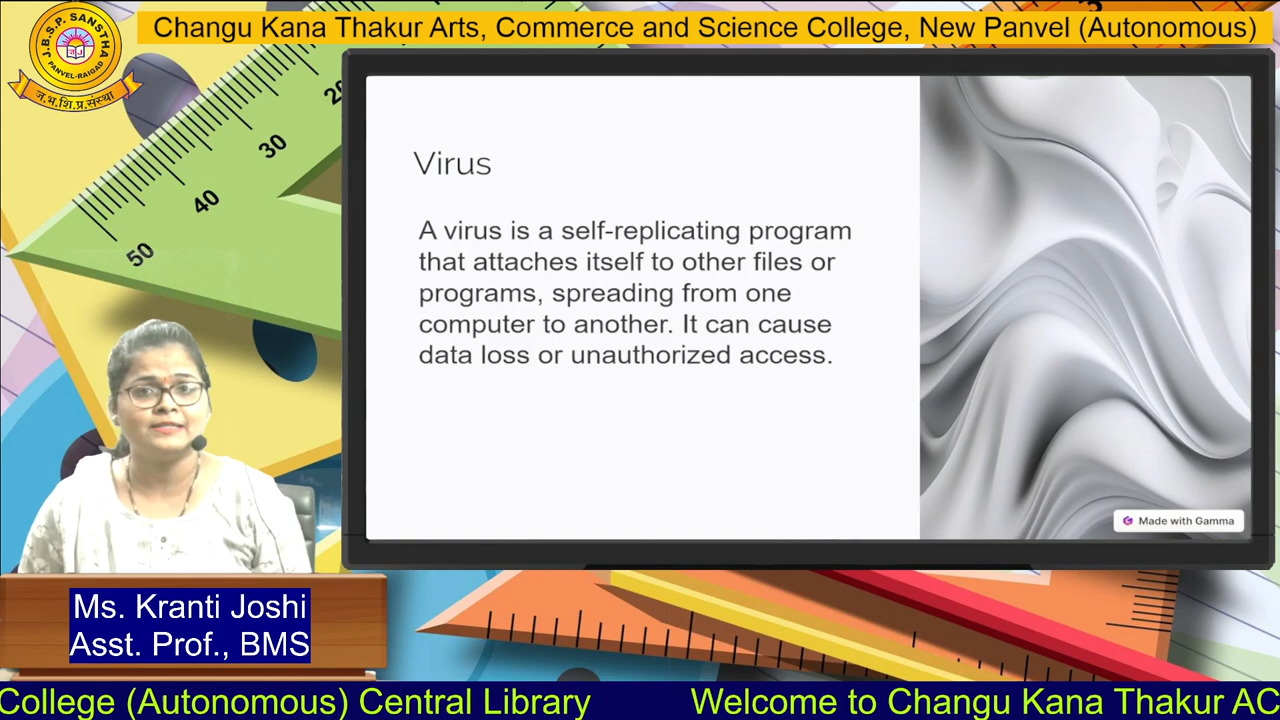 J.B.S.P. SANSTHA
PANVEL-RAIGAD
ज.भ.शि.प्र.संस्था
Changu Kana Thakur Arts, Commerce and Science College, New Panvel (Autonomous)
20
30
40
50
3
Virus
A virus is a self-replicating program
that attaches itself to other files or
programs, spreading from one
computer to another. It can cause
data loss or unauthorized access.
Made with Gamma
Ms. Kranti Joshi
Asst. Prof., BMS
College (Autonomous) Central Library
Welcome to Changu Kana Thakur AC